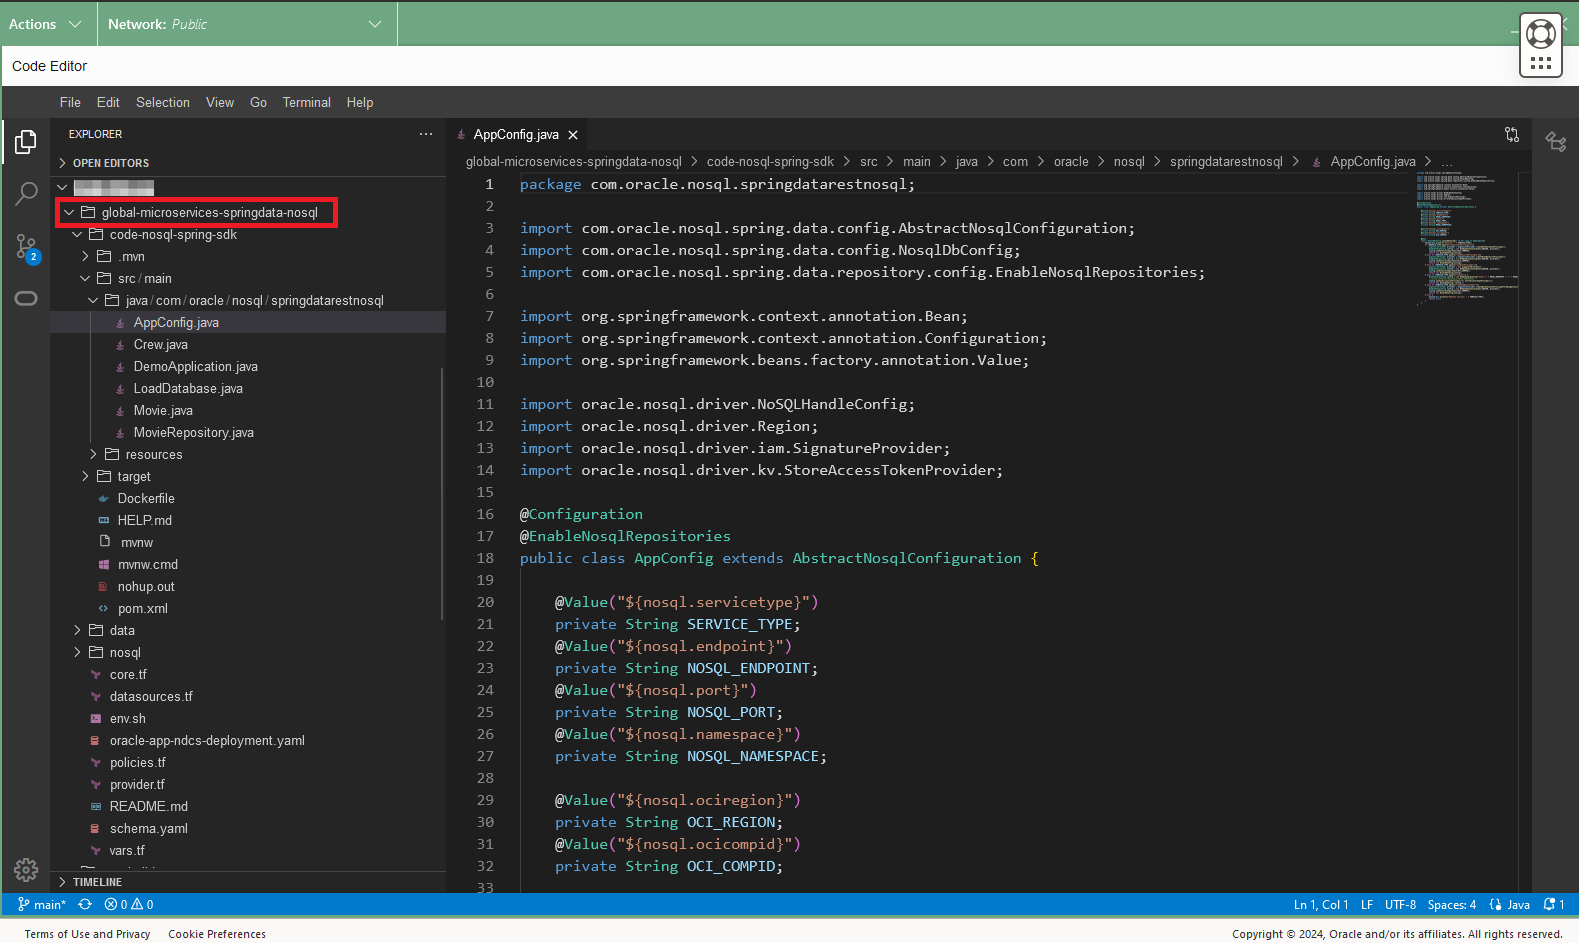 Actions
Network: Public
Code Editor
File Edit Selection View Go Terminal Help
EXPLORER
OPEN EDITORS
global-microservices-springdata-nosql
code-nosql-spring-sdk
.mvn
src/main
java/com/oracle/nosql/springdatarestnosql
AppConfig.java
Crew.java
DemoApplication.java
LoadDatabase.java
Movie.java
MovieRepository.java
resources
target
Dockerfile
HELP.md
mvnw
mvnw.cmd
nohup.out
pom.xml
data
nosql
core.tf
datasources.tf
env.sh
oracle-app-ndcs-deployment.yaml
policies.tf
provider.tf
README.md
schema.yaml
vars.tf
TIMELINE
2
AppConfig.java
global-microservices-springdata-nosql > code-nosql-spring-sdk > src > main > java > com > oracle > nosql > springdatarestnosql > AppConfig.java > ...
1 package com.oracle.nosql.springdatarestnosql;
2
3 import com.oracle.nosql.spring.data.config.AbstractNosqlConfiguration;
4 import com.oracle.nosql.spring.data.config.NosqlDbConfig;
5 import com.oracle.nosql.spring.data.repository.config.EnableNosqlRepositories;
6
7 import org.springframework.context.annotation.Bean;
8 import org.springframework.context.annotation.Configuration;
9 import org.springframework.beans.factory.annotation.Value;
10
11 import oracle.nosql.driver.NoSQLHandleConfig;
12 import oracle.nosql.driver.Region;
13 import oracle.nosql.driver.iam.SignatureProvider;
14 import oracle.nosql.driver.kv.StoreAccessTokenProvider;
15
16 @Configuration
17 @EnableNosqlRepositories
18 public class AppConfig extends AbstractNosqlConfiguration {
19
20 @Value("${nosql.servicetype}")
21 private String SERVICE_TYPE;
22 @Value("${nosql.endpoint}")
23 private String NOSQL_ENDPOINT;
24 @Value("${nosql.port}")
25 private String NOSQL_PORT;
26 @Value("${nosql.namespace}")
27 private String NOSQL_NAMESPACE;
28
29 @Value("${nosql.ociregion}")
30 private String OCI_REGION;
31 @Value("${nosql.ocicompid}")
32 private String OCI_COMPID;
33
main* 0 0
Ln 1, Col 1 LF UTF-8 Spaces: 4 Java 1
Terms of Use and Privacy Cookie Preferences
Copyright © 2024, Oracle and/or its affiliates. All rights reserved.